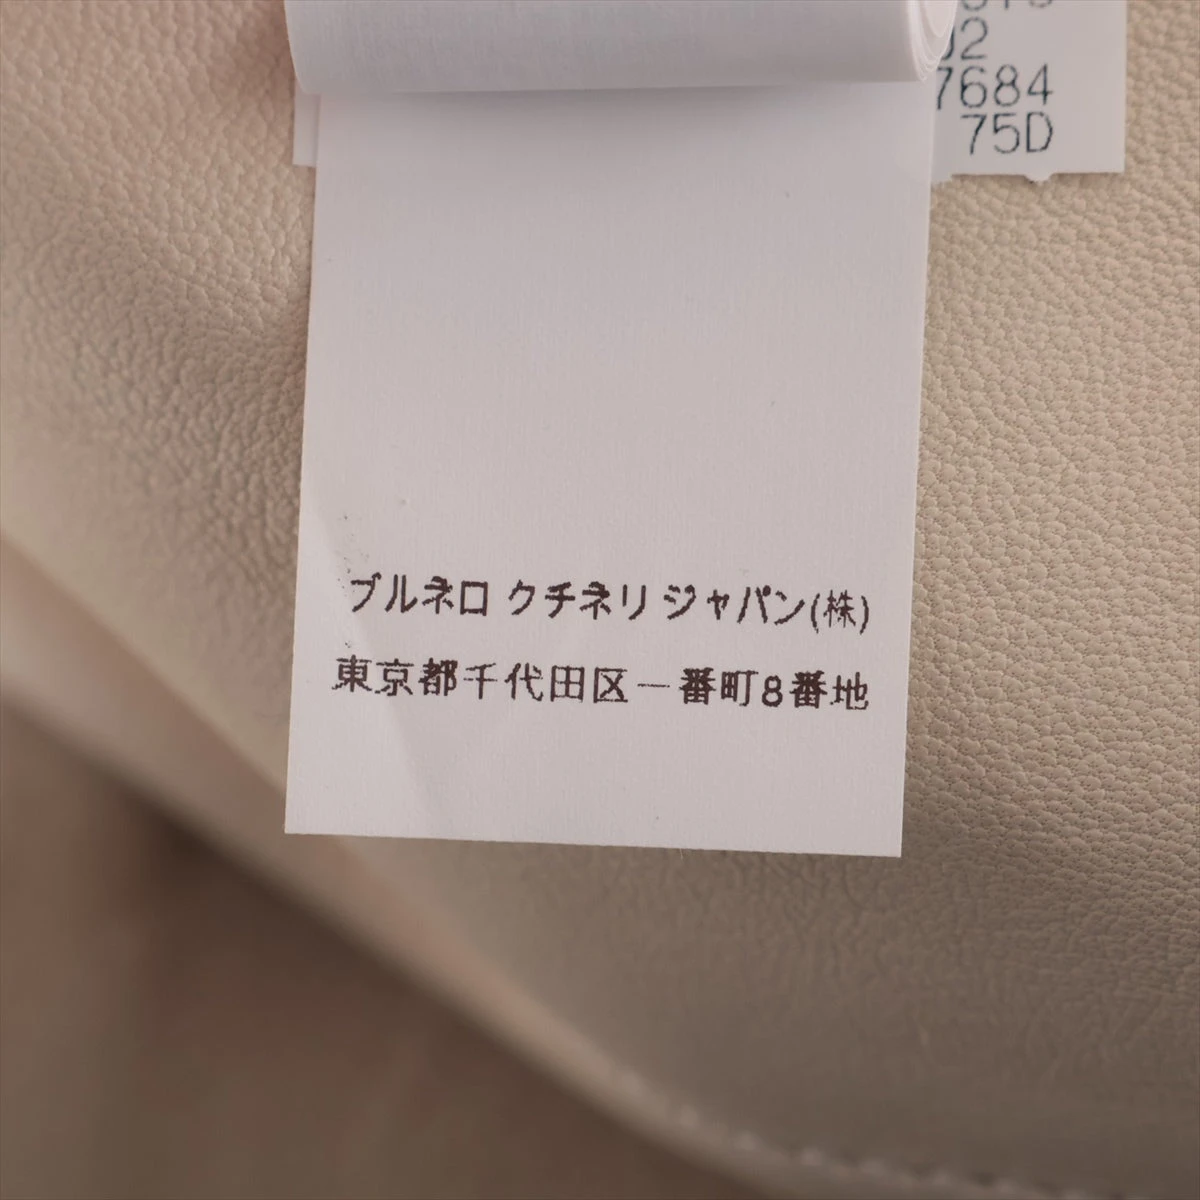 7684
75D
ブルネロ クチネリ ジャパン(株)
東京都千代田区一番町8番地